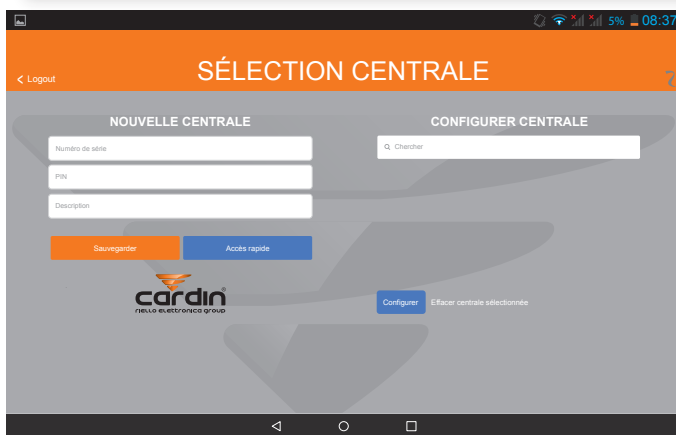 5% 08:37
Logout
SÉLECTION CENTRALE
NOUVELLE CENTRALE
Numéro de série
PIN
Description
Sauvegarder
Accès rapide
cardin
riello elettronica group
CONFIGURER CENTRALE
Chercher
Configurer
Effacer centrale sélectionnée